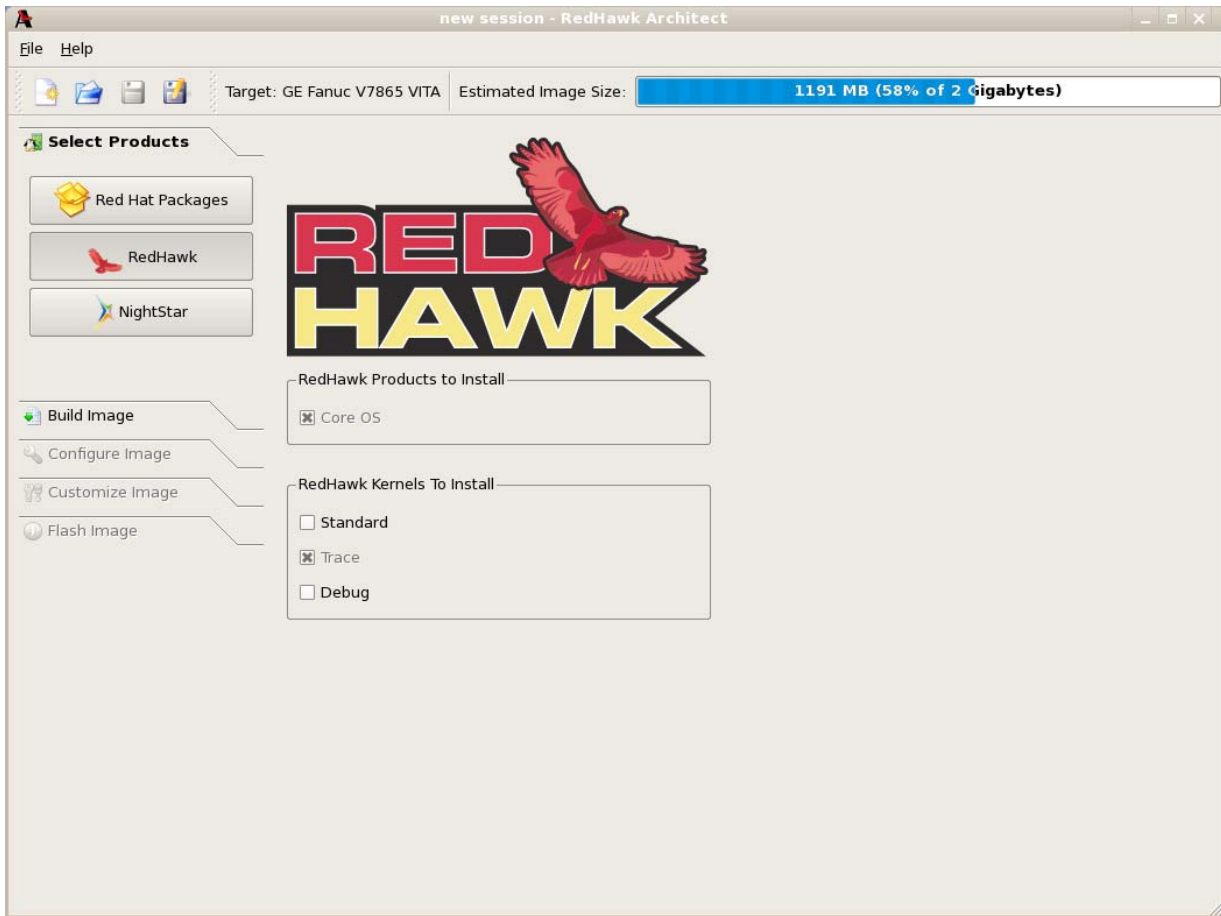 new session - RedHawk Architect
File Help
Target: GE Fanuc V7865 VITA Estimated Image Size: 1191 MB (58% of 2 Gigabytes)
Select Products
Red Hat Packages
RedHawk
NightStar
Build Image
Configure Image
Customize Image
Flash Image
RED
HAWK
RedHawk Products to Install
Core OS
RedHawk Kernels To Install
Standard
Trace
Debug